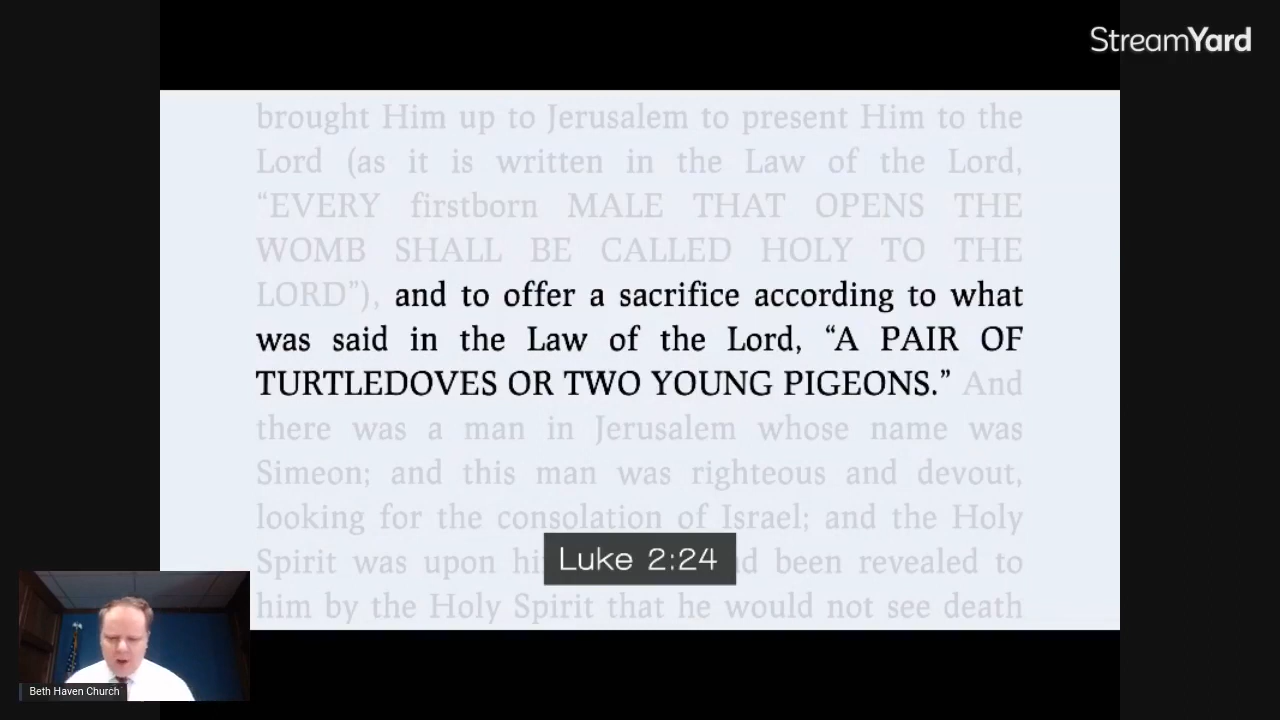 StreamYard
brought Him up to Jerusalem to present Him to the
Lord (as it is written in the Law of the Lord,
“EVERY firstborn MALE THAT OPENS THE
WOMB SHALL BE CALLED HOLY TO THE
LORD”), and to offer a sacrifice according to what
was said in the Law of the Lord, “A PAIR OF
TURTLEDOVES OR TWO YOUNG PIGEONS.” And
there was a man in Jerusalem whose name was
Simeon; and this man was righteous and devout,
looking for the consolation of Israel; and the Holy
Spirit was upon been revealed to
Luke 2:24
him by the Holy Spirit that he would not see death
Beth Haven Church